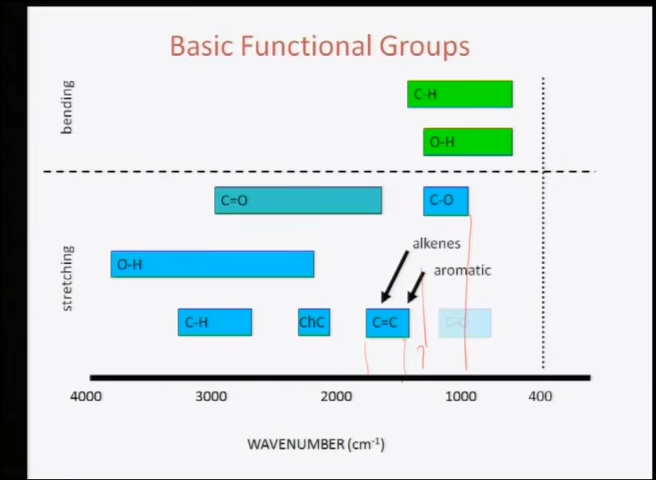 Basic Functional Groups
bending
C-H
O-H
C=O
C-O
alkenes
stretching
O-H
aromatic
C-H
ChC
C=C
C-C
4000
3000
2000
1000
400
WAVENUMBER (cm⁻¹)